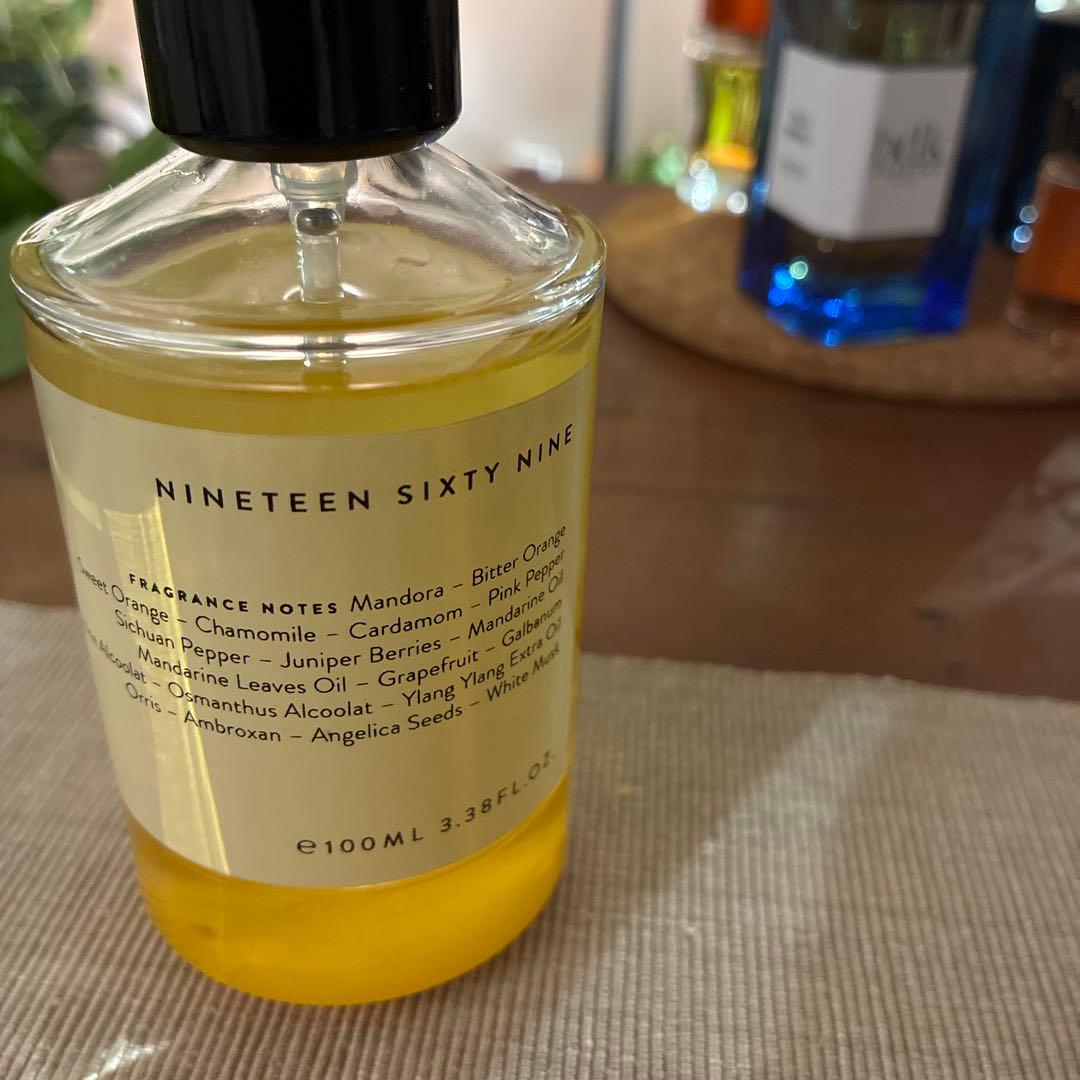 NINETEEN SIXTY NINE
FRAGRANCE NOTES Mandora – Bitter Orange
Sweet Orange – Chamomile – Cardamom – Pink Pepper
Sichuan Pepper – Juniper Berries – Mandarine Oil
Mandarine Leaves Oil – Grapefruit – Galbanum
Alcoolat – Osmanthus Alcoolat – Ylang Ylang Extra Oil
Orris – Ambroxan – Angelica Seeds – White Musk
℮100ML 3.38FL.OZ.